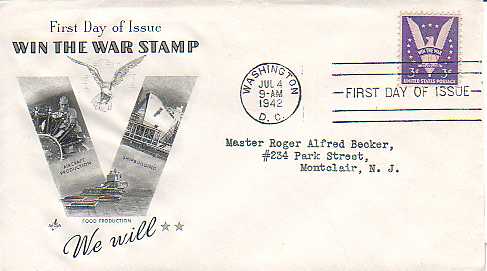 First Day of Issue
WIN THE WAR STAMP
AIRCRAFT PRODUCTION
SHIPBUILDING
FOOD PRODUCTION
We will
WASHINGTON
JUL 4
9-AM
1942
D. C.
WIN THE WAR
3¢ 3¢
UNITED STATES POSTAGE
FIRST DAY OF ISSUE
Master Roger Alfred Becker,
#234 Park Street,
Montclair, N. J.